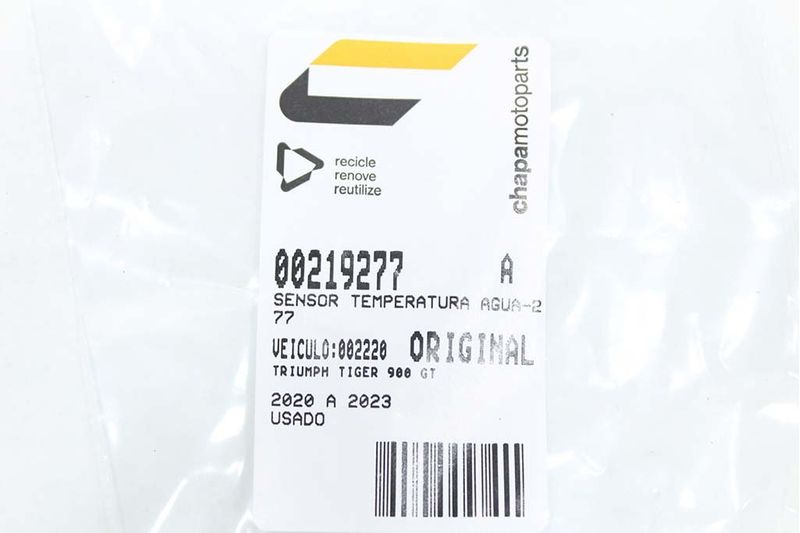 chapamotoparts
recicle
renove
reutilize
00219277 A
SENSOR TEMPERATURA AGUA-2
77
VEICULO:002220 ORIGINAL
TRIUMPH TIGER 900 GT
2020 A 2023
USADO